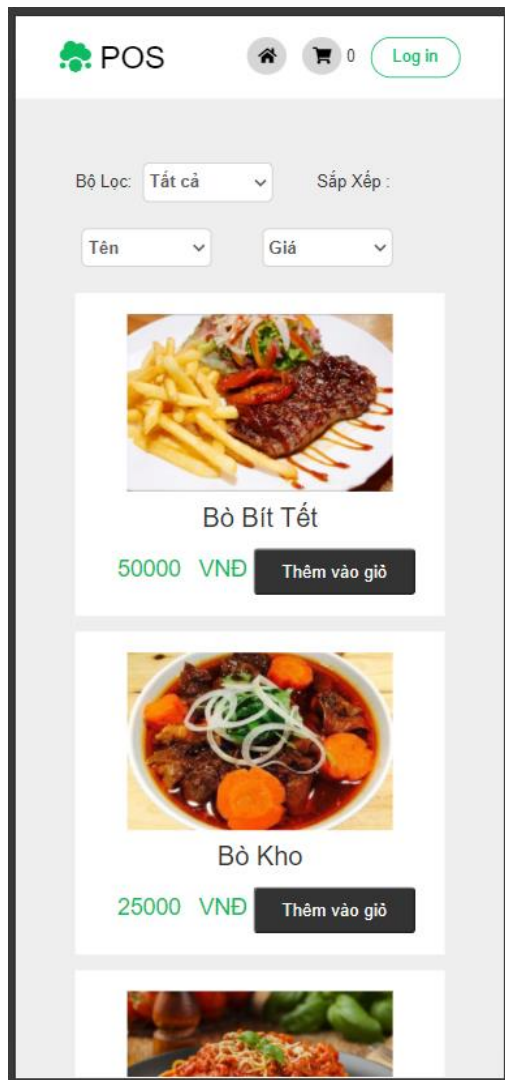 POS 0 Log in
Bộ Lọc: Tất cả Sắp Xếp :
Tên Giá
Bò Bít Tết
50000 VNĐ Thêm vào giỏ
Bò Kho
25000 VNĐ Thêm vào giỏ